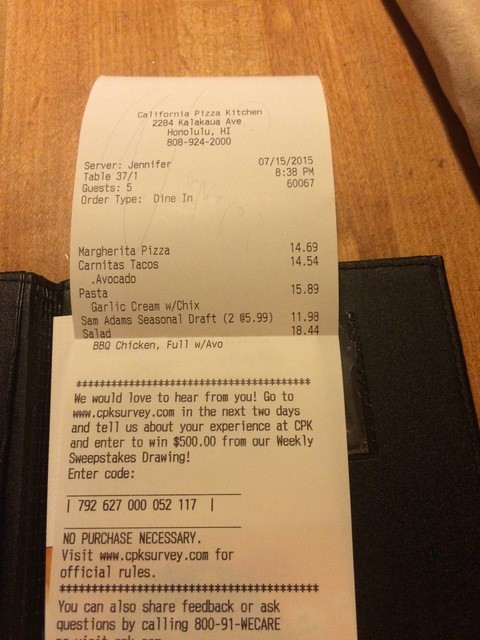 California Pizza Kitchen
2284 Kalakaua Ave
Honolulu, HI
808-924-2000
Server: Jennifer 07/15/2015
Table 37/1 8:38 PM
Guests: 5 60067
Order Type: Dine In
Margherita Pizza 14.69
Carnitas Tacos 14.54
.Avocado
Pasta 15.89
Garlic Cream w/Chix
Sam Adams Seasonal Draft (2 @5.99) 11.98
Salad 18.44
BBQ Chicken, Full w/Avo
****************************************
We would love to hear from you! Go to
www.cpksurvey.com in the next two days
and tell us about your experience at CPK
and enter to win $500.00 from our Weekly
Sweepstakes Drawing!
Enter code:
| 792 627 000 052 117 |
NO PURCHASE NECESSARY.
Visit www.cpksurvey.com for
official rules.
****************************************
You can also share feedback or ask
questions by calling 800-91-WECARE